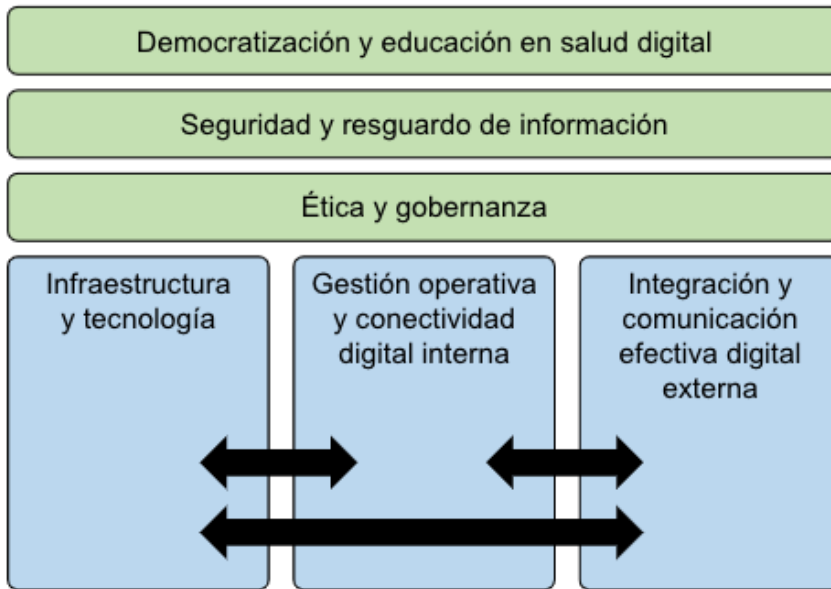 Democratización y educación en salud digital
Seguridad y resguardo de información
Ética y gobernanza
Infraestructura
y tecnología
Gestión operativa
y conectividad
digital interna
Integración y
comunicación
efectiva digital
externa